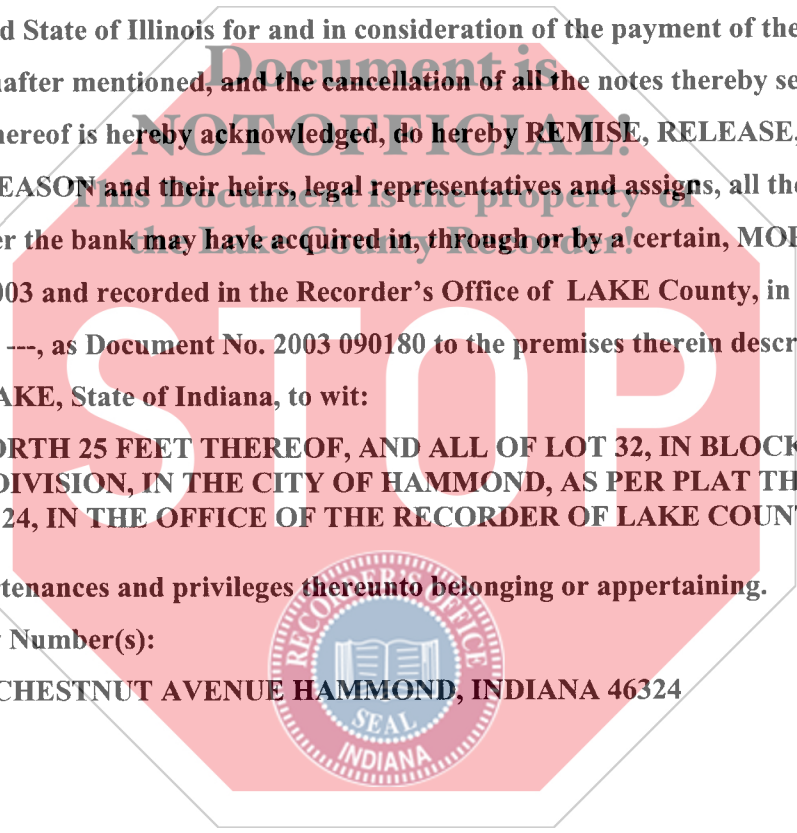 d State of Illinois for and in consideration of the payment of the
Document is
after mentioned, and the cancellation of all the notes thereby se
NOT OFFICIAL!
hereof is hereby acknowledged, do hereby REMISE, RELEASE,
This Document is the property of
EASON and their heirs, legal representatives and assigns, all the
the Lake County Recorder!
er the bank may have acquired in, through or by a certain, MOR
003 and recorded in the Recorder's Office of LAKE County, in
---, as Document No. 2003 090180 to the premises therein descr
AKE, State of Indiana, to wit:
STOP
ORTH 25 FEET THEREOF, AND ALL OF LOT 32, IN BLOCK
DIVISION, IN THE CITY OF HAMMOND, AS PER PLAT TH
24, IN THE OFFICE OF THE RECORDER OF LAKE COUN
tenances and privileges thereunto belonging or appertaining.
Number(s):
CHESTNUT AVENUE HAMMOND, INDIANA 46324
RECORDER'S OFFICE
SEAL
INDIANA